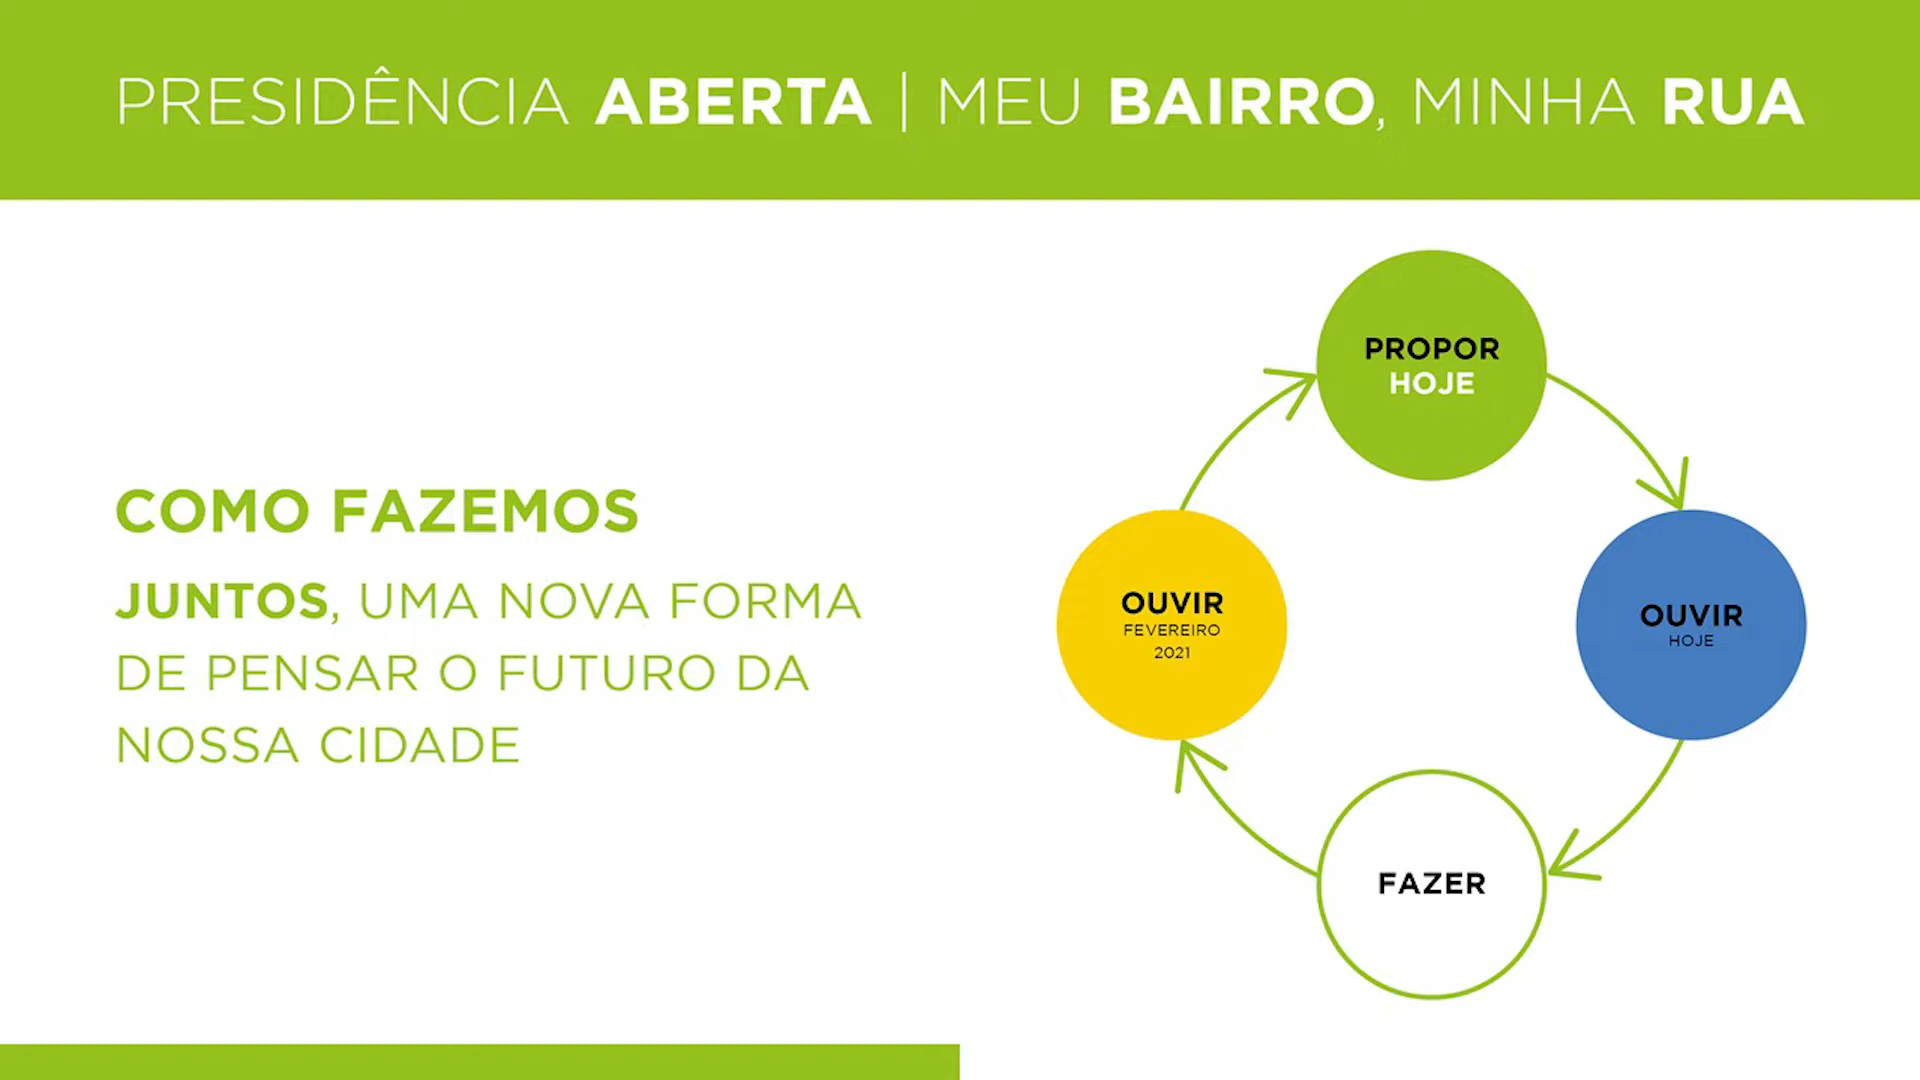 PRESIDÊNCIA ABERTA | MEU BAIRRO, MINHA RUA
COMO FAZEMOS
JUNTOS, UMA NOVA FORMA
DE PENSAR O FUTURO DA
NOSSA CIDADE
PROPOR
HOJE
OUVIR
FEVEREIRO
2021
OUVIR
HOJE
FAZER